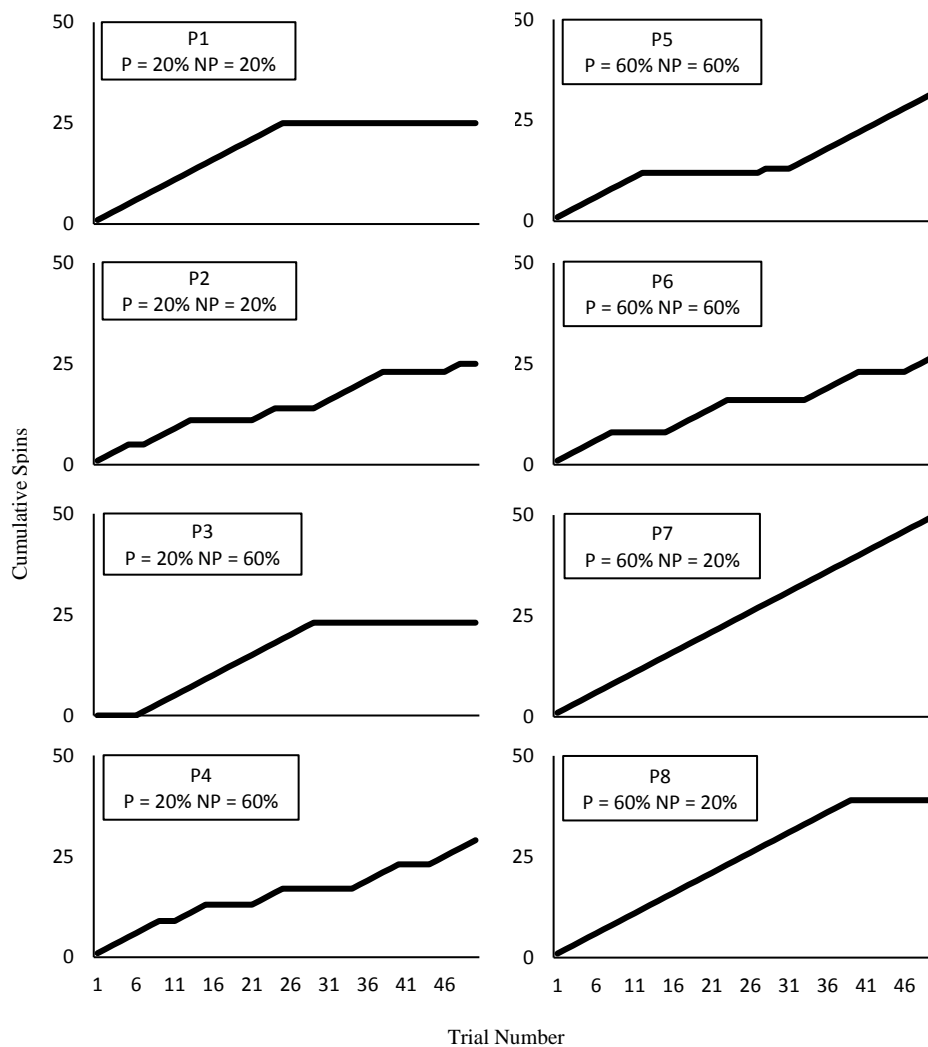 50
25
0
P1
P = 20% NP = 20%
50
25
0
P5
P = 60% NP = 60%
50
25
0
P2
P = 20% NP = 20%
50
25
0
P6
P = 60% NP = 60%
Cumulative Spins
50
25
0
P3
P = 20% NP = 60%
50
25
0
P7
P = 60% NP = 20%
50
25
0
P4
P = 20% NP = 60%
1 6 11 16 21 26 31 36 41 46
50
25
0
P8
P = 60% NP = 20%
1 6 11 16 21 26 31 36 41 46
Trial Number